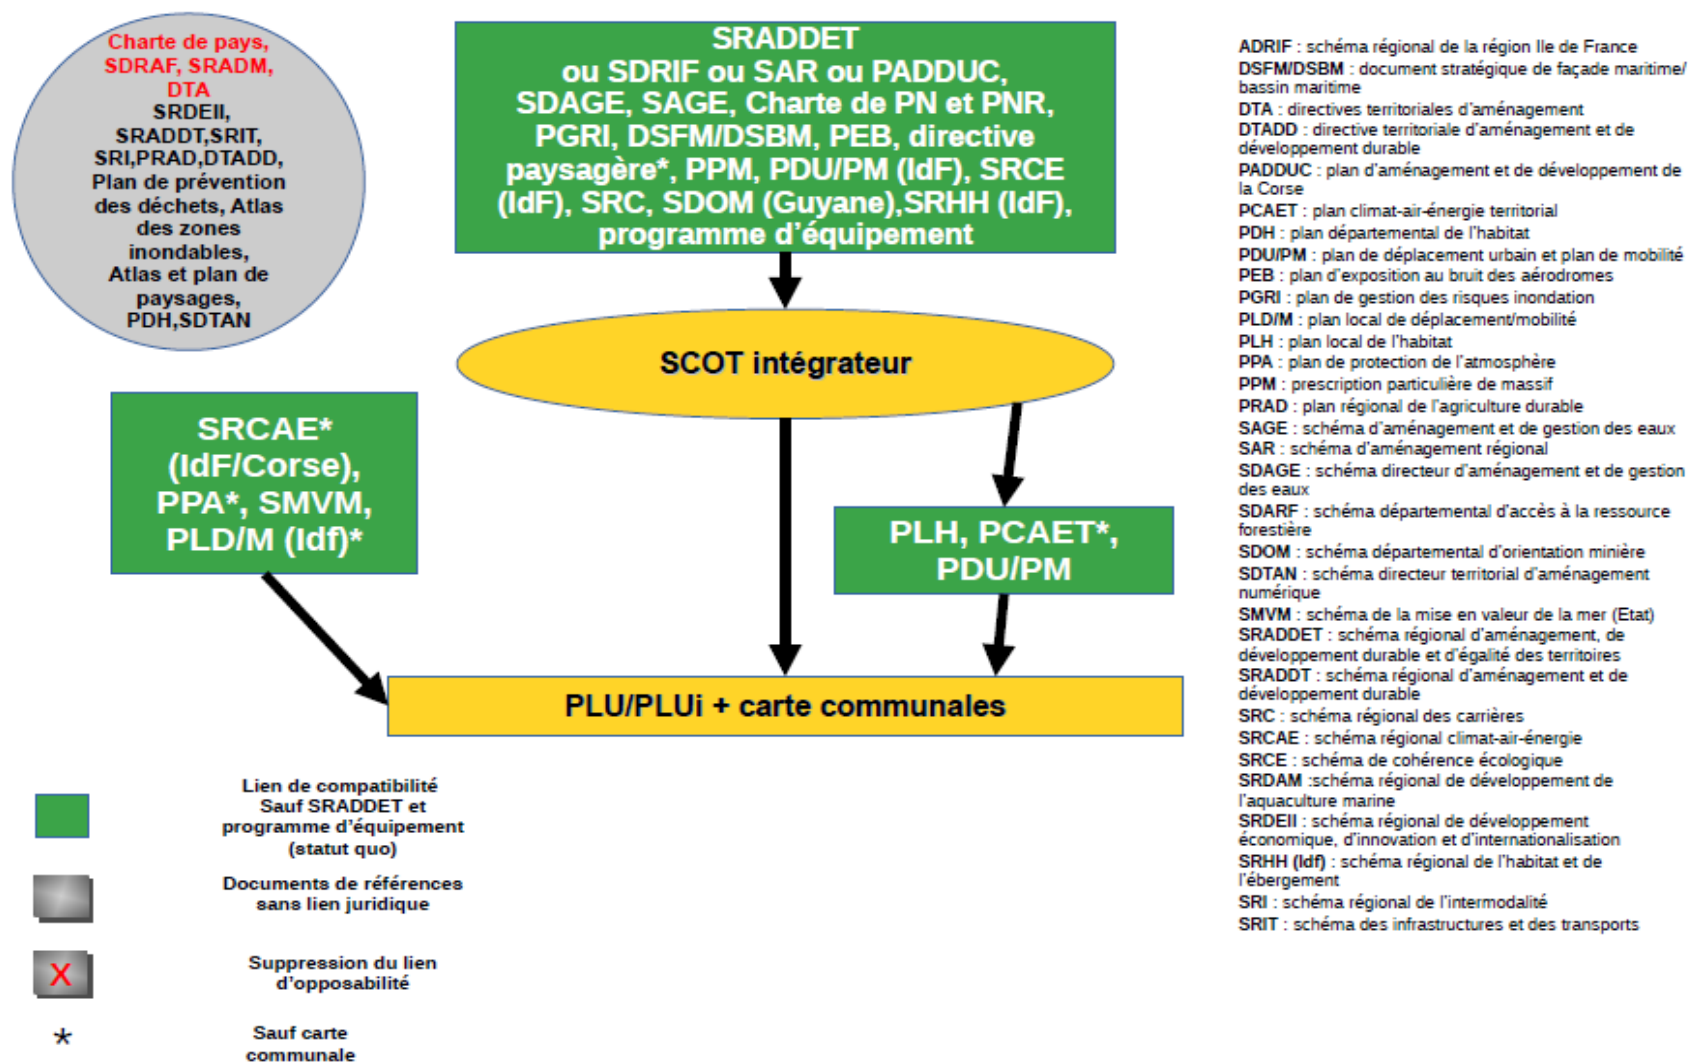 Charte de pays,
SDRAF, SRADM,
DTA
SRDEII,
SRADDT,SRIT,
SRI,PRAD,DTADD,
Plan de prévention
des déchets, Atlas
des zones
inondables,
Atlas et plan de
paysages,
PDH,SDTAN
SRADDET
ou SDRIF ou SAR ou PADDUC,
SDAGE, SAGE, Charte de PN et PNR,
PGRI, DSFM/DSBM, PEB, directive
paysagère*, PPM, PDU/PM (IdF), SRCE
(IdF), SRC, SDOM (Guyane),SRHH (IdF),
programme d'équipement
SCOT intégrateur
SRCAE*
(IdF/Corse),
PPA*, SMVM,
PLD/M (Idf)*
PLH, PCAET*,
PDU/PM
PLU/PLUi + carte communales
Lien de compatibilité
Sauf SRADDET et
programme d'équipement
(statut quo)
Documents de références
sans lien juridique
X
Suppression du lien
d'opposabilité
*
Sauf carte
communale
ADRIF : schéma régional de la région Ile de France
DSFM/DSBM : document stratégique de façade maritime/
bassin maritime
DTA : directives territoriales d'aménagement
DTADD : directive territoriale d'aménagement et de
développement durable
PADDUC : plan d'aménagement et de développement de
la Corse
PCAET : plan climat-air-énergie territorial
PDH : plan départemental de l'habitat
PDU/PM : plan de déplacement urbain et plan de mobilité
PEB : plan d'exposition au bruit des aérodromes
PGRI : plan de gestion des risques inondation
PLD/M : plan local de déplacement/mobilité
PLH : plan local de l'habitat
PPA : plan de protection de l'atmosphère
PPM : prescription particulière de massif
PRAD : plan régional de l'agriculture durable
SAGE : schéma d'aménagement et de gestion des eaux
SAR : schéma d'aménagement régional
SDAGE : schéma directeur d'aménagement et de gestion
des eaux
SDARF : schéma départemental d'accès à la ressource
forestière
SDOM : schéma départemental d'orientation minière
SDTAN : schéma directeur territorial d'aménagement
numérique
SMVM : schéma de la mise en valeur de la mer (Etat)
SRADDET : schéma régional d'aménagement, de
développement durable et d'égalité des territoires
SRADDT : schéma régional d'aménagement et de
développement durable
SRC : schéma régional des carrières
SRCAE : schéma régional climat-air-énergie
SRCE : schéma de cohérence écologique
SRDAM :schéma régional de développement de
l'aquaculture marine
SRDEII : schéma régional de développement
économique, d'innovation et d'internationalisation
SRHH (Idf) : schéma régional de l'habitat et de
l'ébergement
SRI : schéma régional de l'intermodalité
SRIT : schéma des infrastructures et des transports